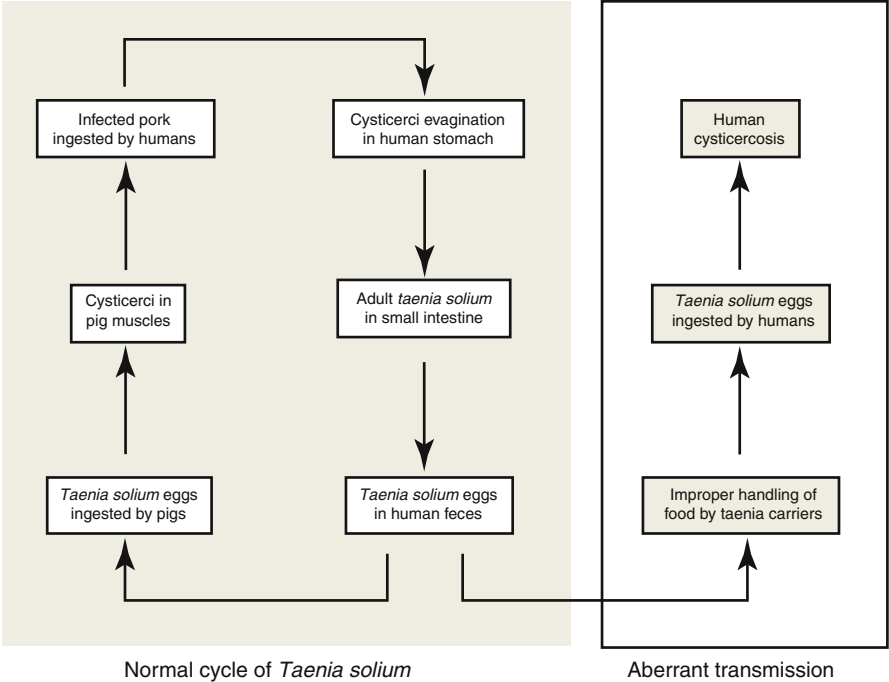 Infected pork
ingested by humans
Cysticerci evagination
in human stomach
Human
cysticercosis
Cysticerci in
pig muscles
Adult taenia solium
in small intestine
Taenia solium eggs
ingested by humans
Taenia solium eggs
ingested by pigs
Taenia solium eggs
in human feces
Improper handling of
food by taenia carriers
Normal cycle of Taenia solium
Aberrant transmission